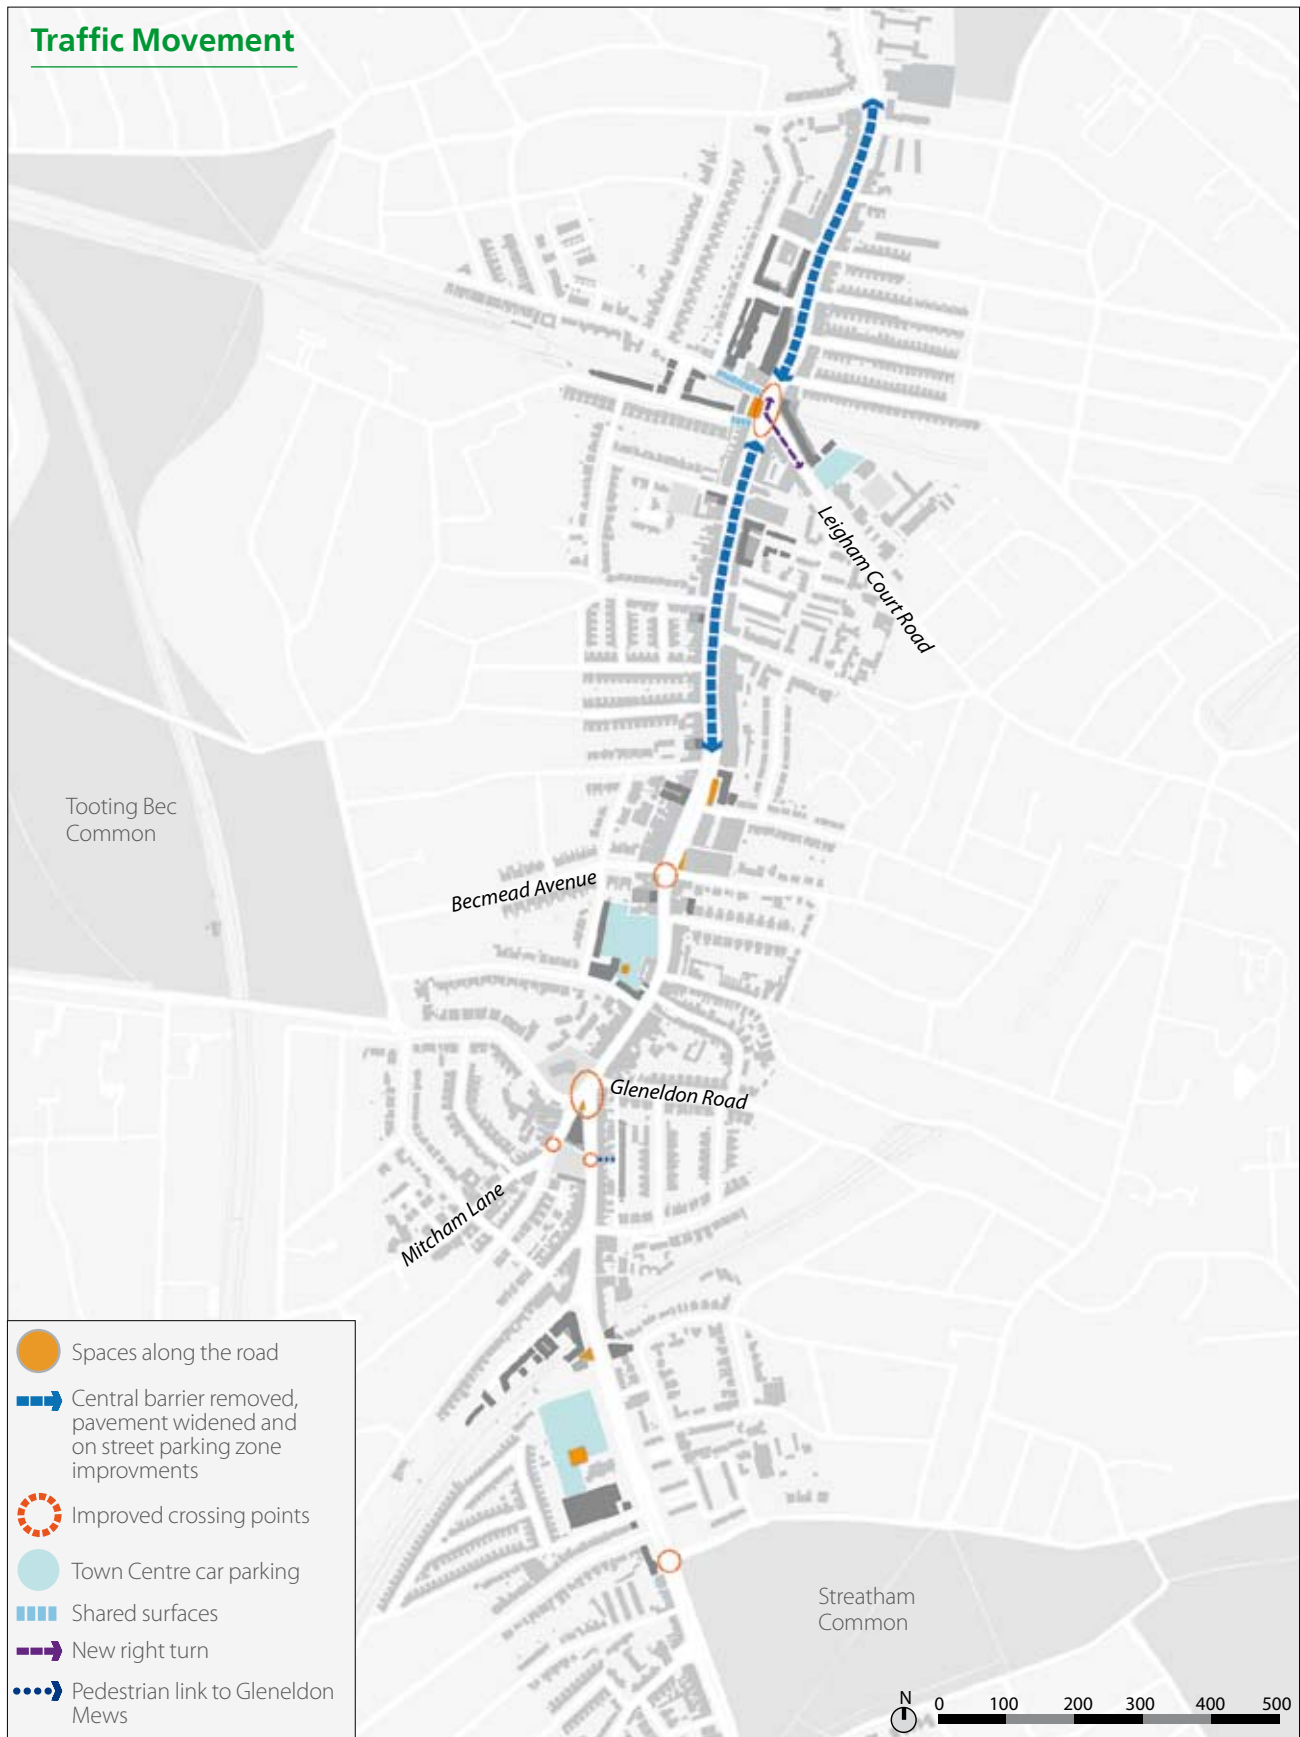 Traffic Movement
Leigham Court Road
Tooting Bec
Common
Becmead Avenue
Gleneldon Road
Mitcham Lane
Spaces along the road
Central barrier removed,
pavement widened and
on street parking zone
improvments
Improved crossing points
Town Centre car parking
Shared surfaces
New right turn
Pedestrian link to Gleneldon
Mews
Streatham
Common
N 0 100 200 300 400 500